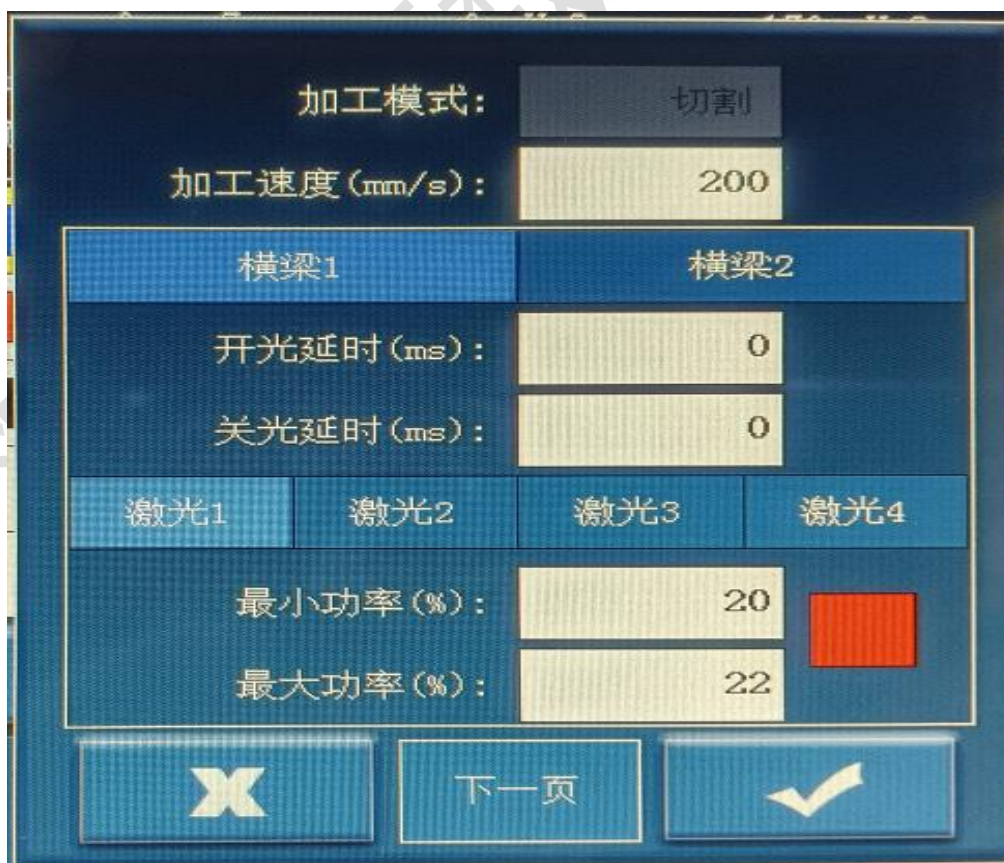 加工模式: 切割
加工速度(mm/s): 200
横梁1 横梁2
开光延时(ms): 0
关光延时(ms): 0
激光1 激光2 激光3 激光4
最小功率(%): 20
最大功率(%): 22
下一页